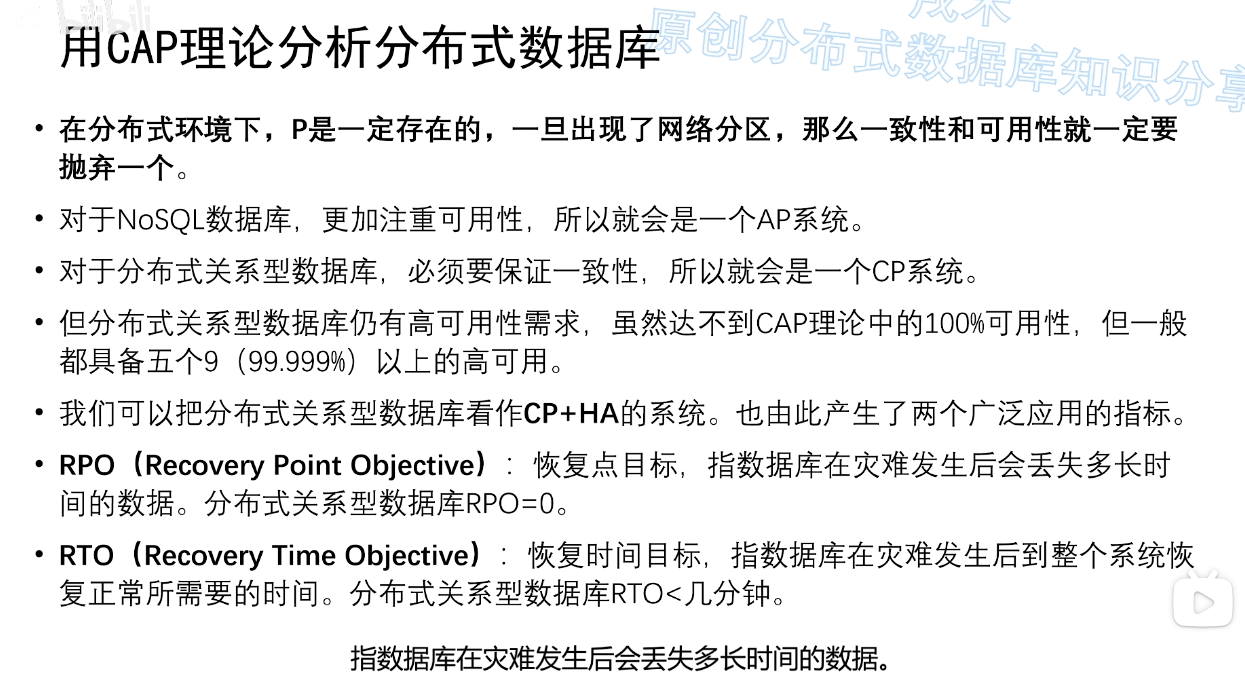 bilibili
戌米
原创分布式数据库知识分享
用CAP理论分析分布式数据库
• 在分布式环境下，P是一定存在的，一旦出现了网络分区，那么一致性和可用性就一定要
抛弃一个。
• 对于NoSQL数据库，更加注重可用性，所以就会是一个AP系统。
• 对于分布式关系型数据库，必须要保证一致性，所以就会是一个CP系统。
• 但分布式关系型数据库仍有高可用性需求，虽然达不到CAP理论中的100%可用性，但一般
都具备五个9（99.999%）以上的高可用。
• 我们可以把分布式关系型数据库看作CP+HA的系统。也由此产生了两个广泛应用的指标。
• RPO（Recovery Point Objective）：恢复点目标，指数据库在灾难发生后会丢失多长时
间的数据。分布式关系型数据库RPO=0。
• RTO（Recovery Time Objective）：恢复时间目标，指数据库在灾难发生后到整个系统恢
复正常所需要的时间。分布式关系型数据库RTO<几分钟。
指数据库在灾难发生后会丢失多长时间的数据。